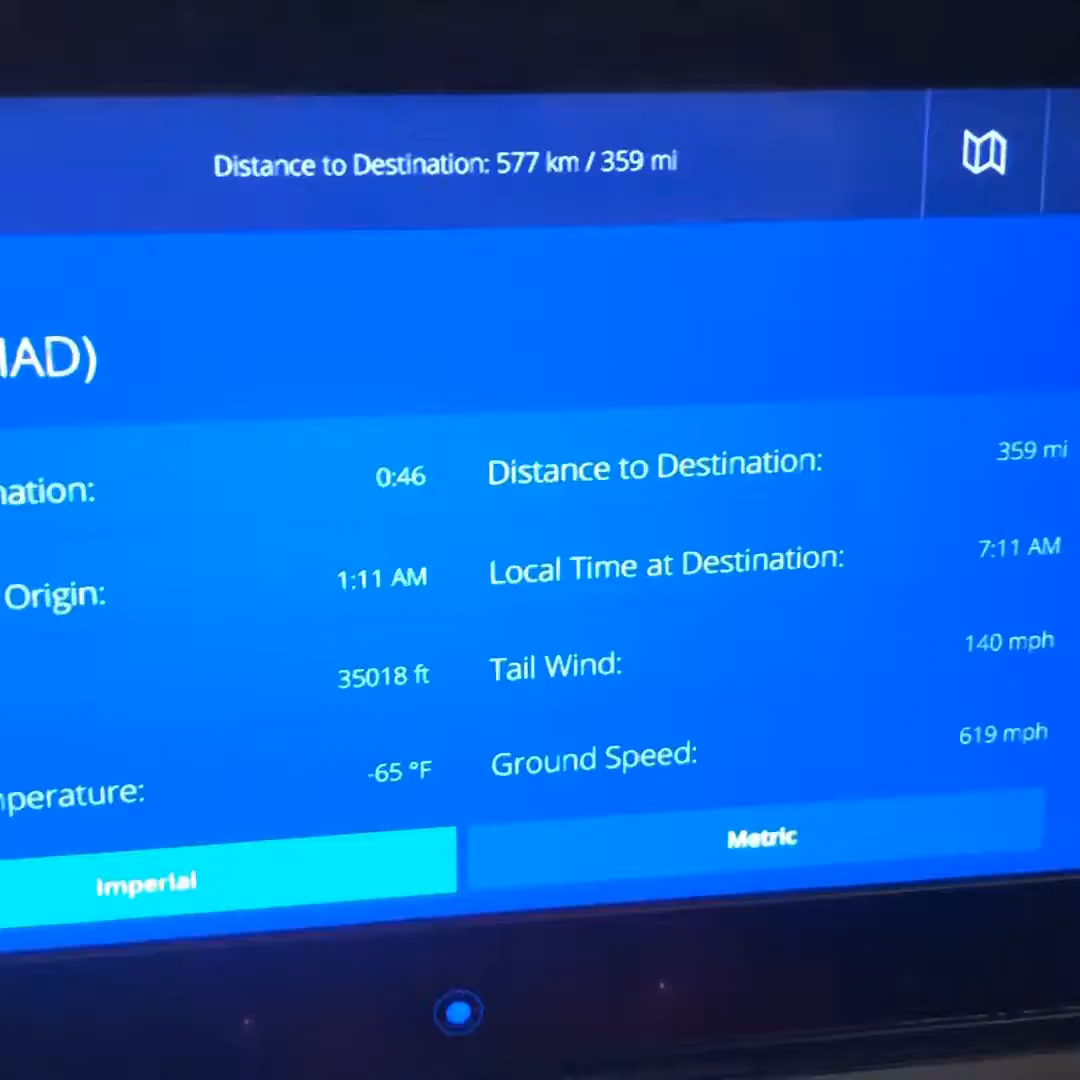 Distance to Destination: 577 km / 359 mi
IAD)
nation: 0:46 Distance to Destination: 359 mi
Origin: 1:11 AM Local Time at Destination: 7:11 AM
35018 ft Tail Wind: 140 mph
perature: -65 °F Ground Speed: 619 mph
Imperial Metric